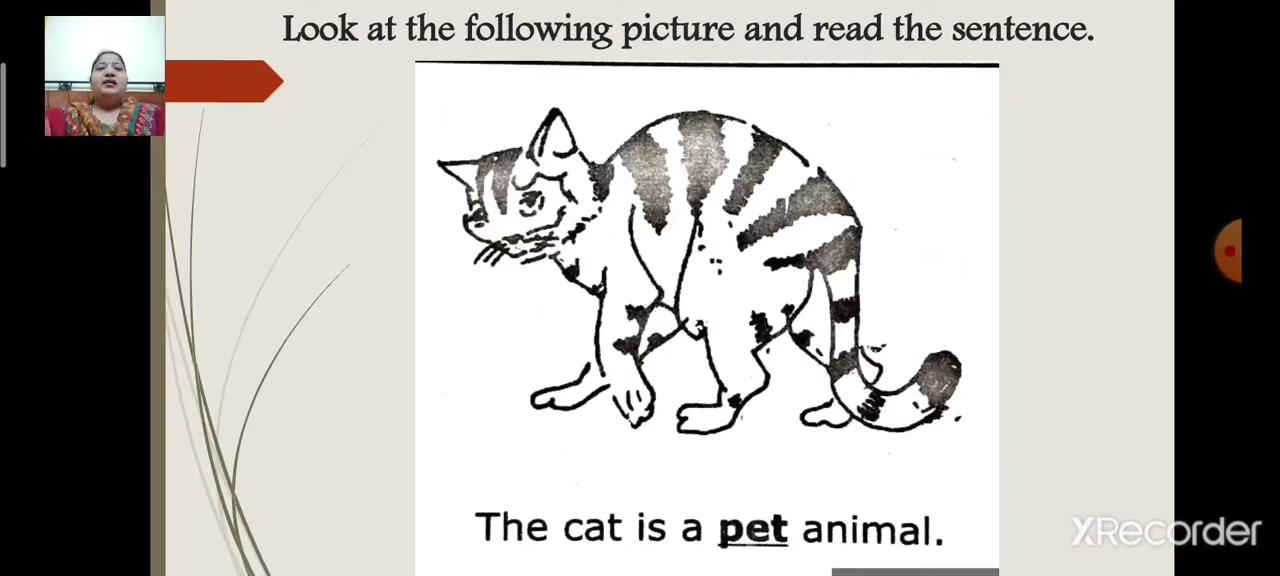 Look at the following picture and read the sentence.
The cat is a pet animal.
XRecorder